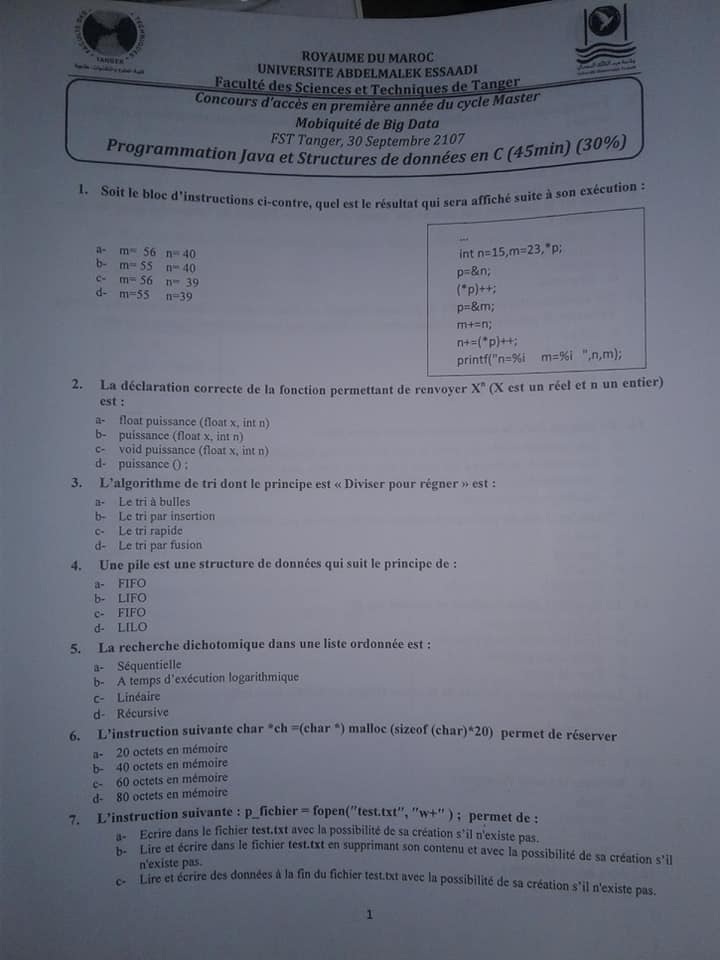 FACULTE DES TECHNIQUES
TANGER
ROYAUME DU MAROC
UNIVERSITE ABDELMALEK ESSAADI
Faculté des Sciences et Techniques de Tanger
Concours d'accès en première année du cycle Master
Mobiquité de Big Data
FST Tanger, 30 Septembre 2107
Programmation Java et Structures de données en C (45min) (30%)
1. Soit le bloc d'instructions ci-contre, quel est le résultat qui sera affiché suite à son exécution :
a- m= 56 n= 40
b- m= 55 n= 40
c- m= 56 n= 39
d- m=55 n=39
...
int n=15,m=23,*p;
p=&n;
(*p)++;
p=&m;
m+=n;
n+=(*p)++;
printf("n=%i m=%i ",n,m);
2. La déclaration correcte de la fonction permettant de renvoyer Xⁿ (X est un réel et n un entier)
est :
a- float puissance (float x, int n)
b- puissance (float x, int n)
c- void puissance (float x, int n)
d- puissance () ;
3. L'algorithme de tri dont le principe est « Diviser pour régner » est :
a- Le tri à bulles
b- Le tri par insertion
c- Le tri rapide
d- Le tri par fusion
4. Une pile est une structure de données qui suit le principe de :
a- FIFO
b- LIFO
c- FIFO
d- LILO
5. La recherche dichotomique dans une liste ordonnée est :
a- Séquentielle
b- A temps d'exécution logarithmique
c- Linéaire
d- Récursive
6. L'instruction suivante char *ch =(char *) malloc (sizeof (char)*20) permet de réserver
a- 20 octets en mémoire
b- 40 octets en mémoire
c- 60 octets en mémoire
d- 80 octets en mémoire
7. L'instruction suivante : p_fichier = fopen("test.txt", "w+" ) ; permet de :
a- Ecrire dans le fichier test.txt avec la possibilité de sa création s'il n'existe pas.
b- Lire et écrire dans le fichier test.txt en supprimant son contenu et avec la possibilité de sa création s'il
n'existe pas.
c- Lire et écrire des données à la fin du fichier test.txt avec la possibilité de sa création s'il n'existe pas.
1